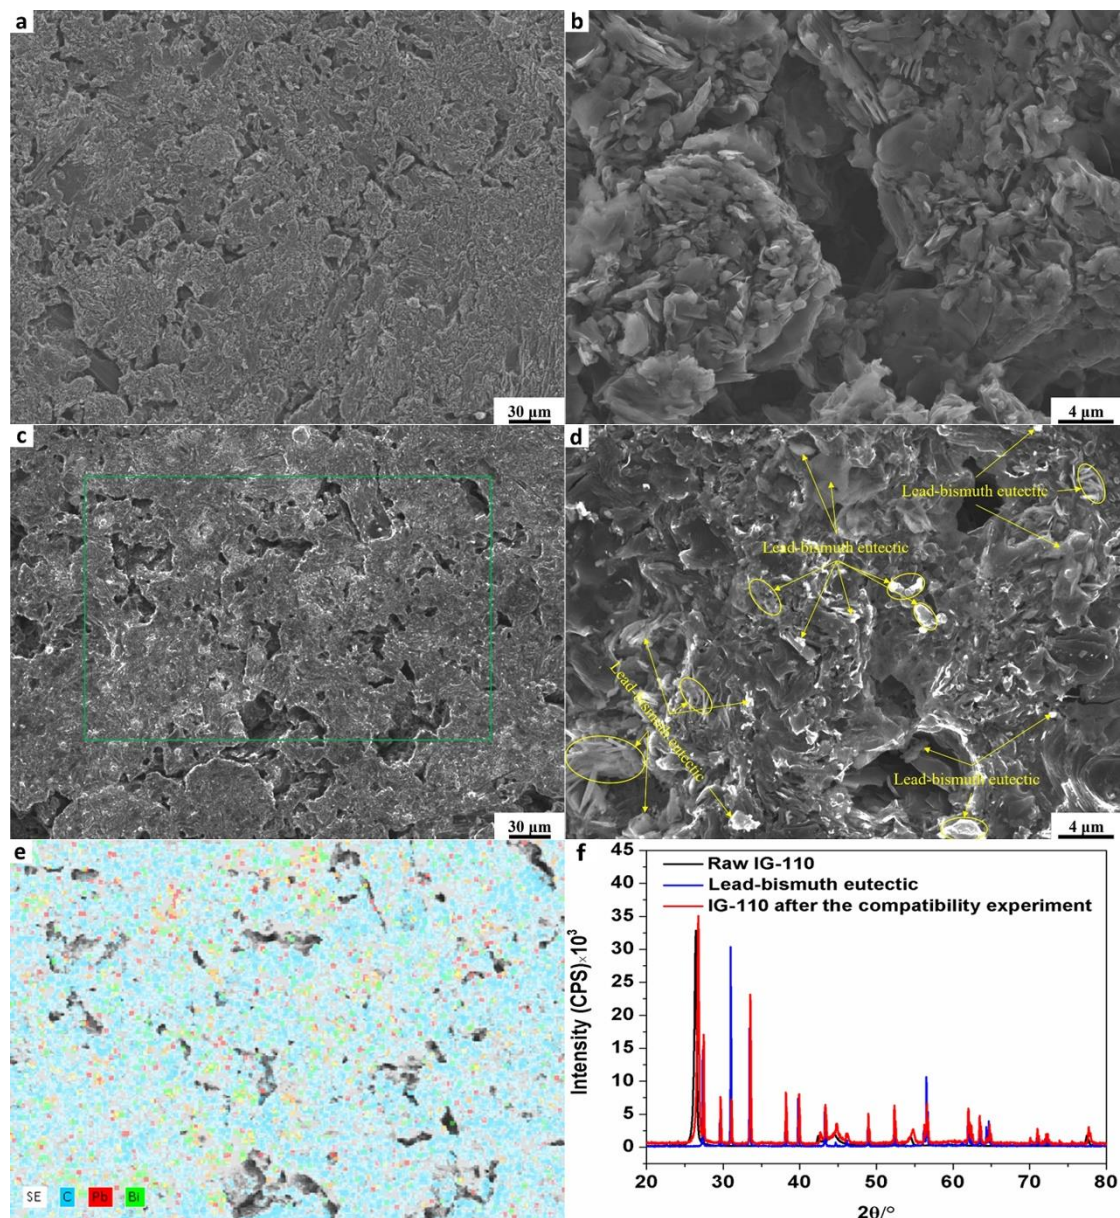 a
b
30 µm
4 µm
c
d
Lead-bismuth eutectic
Lead-bismuth eutectic
Lead-bismuth eutectic
Lead-bismuth eutectic
30 µm
4 µm
e
SE C Pb Bi
f
Raw IG-110
Lead-bismuth eutectic
IG-110 after the compatibility experiment
Intensity (CPS)×10³
45
40
35
30
25
20
15
10
5
0
20 30 40 50 60 70 80
2θ/°